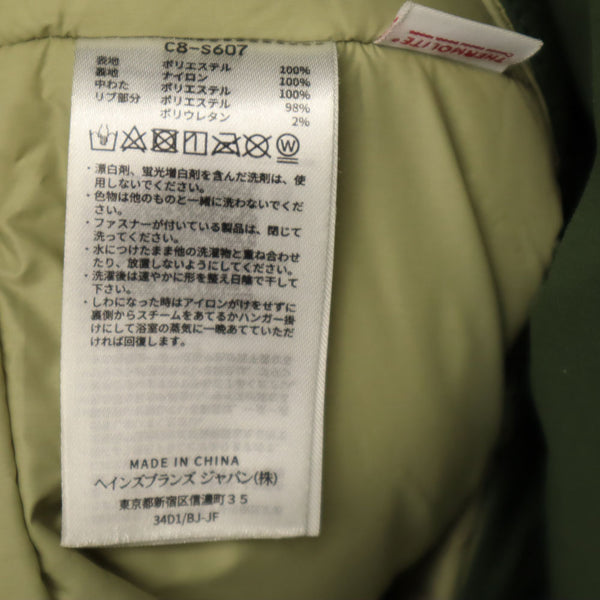 C8-S607
表地 ポリエステル 100%
裏地 ナイロン 100%
中わた ポリエステル 100%
リブ部分 ポリエステル 98%
ポリウレタン 2%
W
・漂白剤、蛍光増白剤を含んだ洗剤は、使
用しないでください。
・色物は他のものと一緒に洗わないでください。
・ファスナーが付いている製品は、閉じて
洗ってください。
・水につけたまま他の洗濯物と重ね合わせ
たり、放置しないようにしてください。
・洗濯後は速やかに形を整え日陰で干して
下さい。
・しわになった時はアイロンがけをせずに
裏側からスチームをあてるかハンガー掛
けにして浴室の蒸気に一晩あてていただ
ければ回復します。
MADE IN CHINA
ヘインズブランズ ジャパン(株)
東京都新宿区信濃町35
34D1/BJ-JF
THERMOLITE